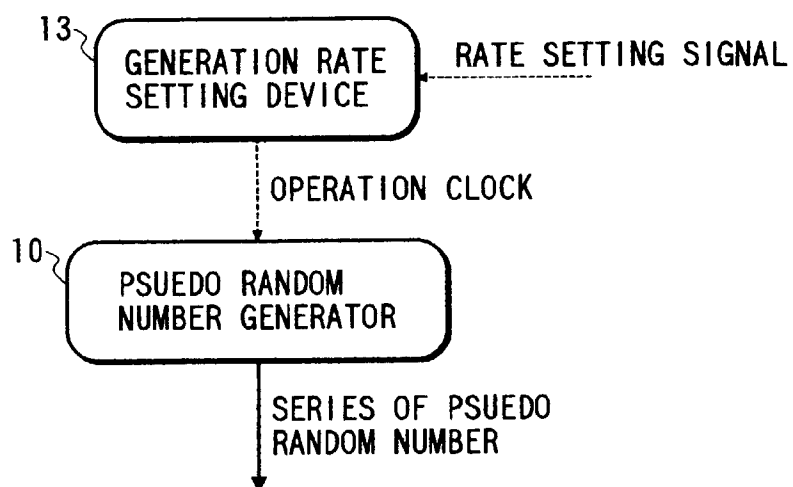 13
GENERATION RATE
SETTING DEVICE
RATE SETTING SIGNAL
OPERATION CLOCK
10
PSUEDO RANDOM
NUMBER GENERATOR
SERIES OF PSUEDO
RANDOM NUMBER